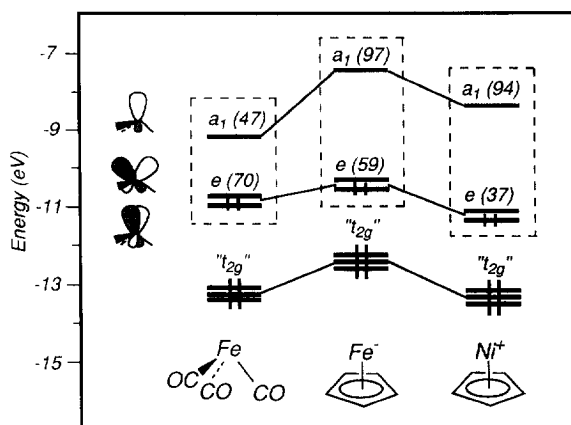 Energy (eV)
-7
-9
-11
-13
-15
a₁ (47)
e (70)
"t₂g"
a₁ (97)
e (59)
"t₂g"
a₁ (94)
e (37)
"t₂g"
Fe
OC CO CO
Fe⁻
Ni⁺